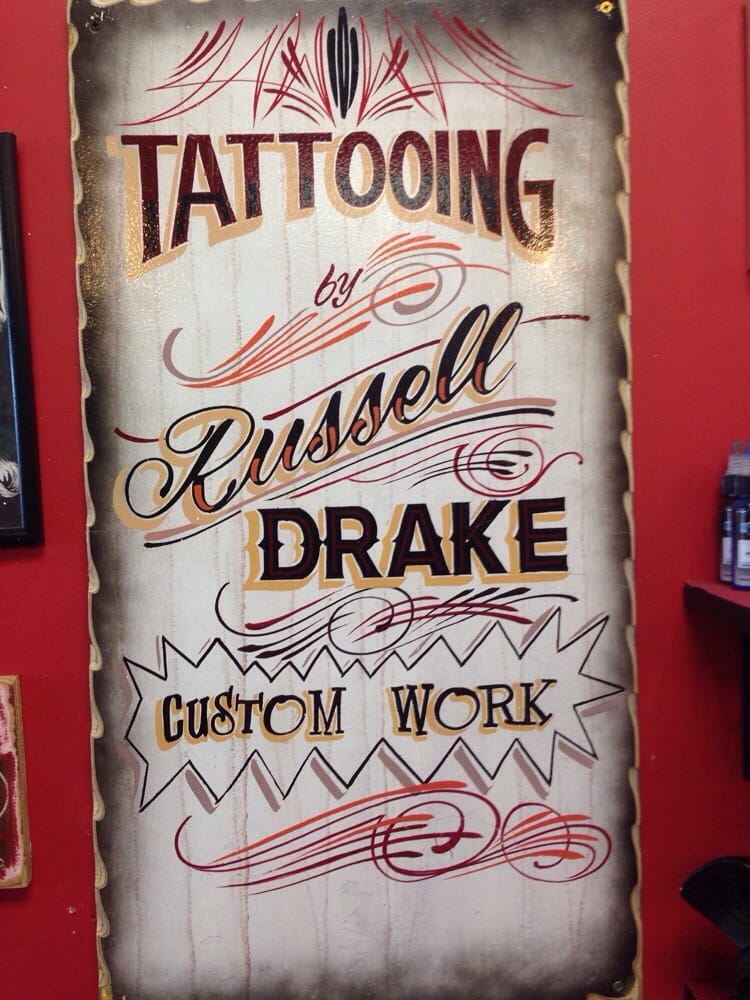 TATTOOING
by
Russell
DRAKE
CUSTOM WORK